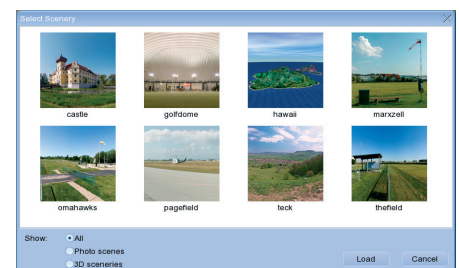 Select Scenery
castle
golfdome
hawaii
marxzell
omahawks
pagefield
teck
thefield
Show:
All
Photo scenes
3D sceneries
Load
Cancel